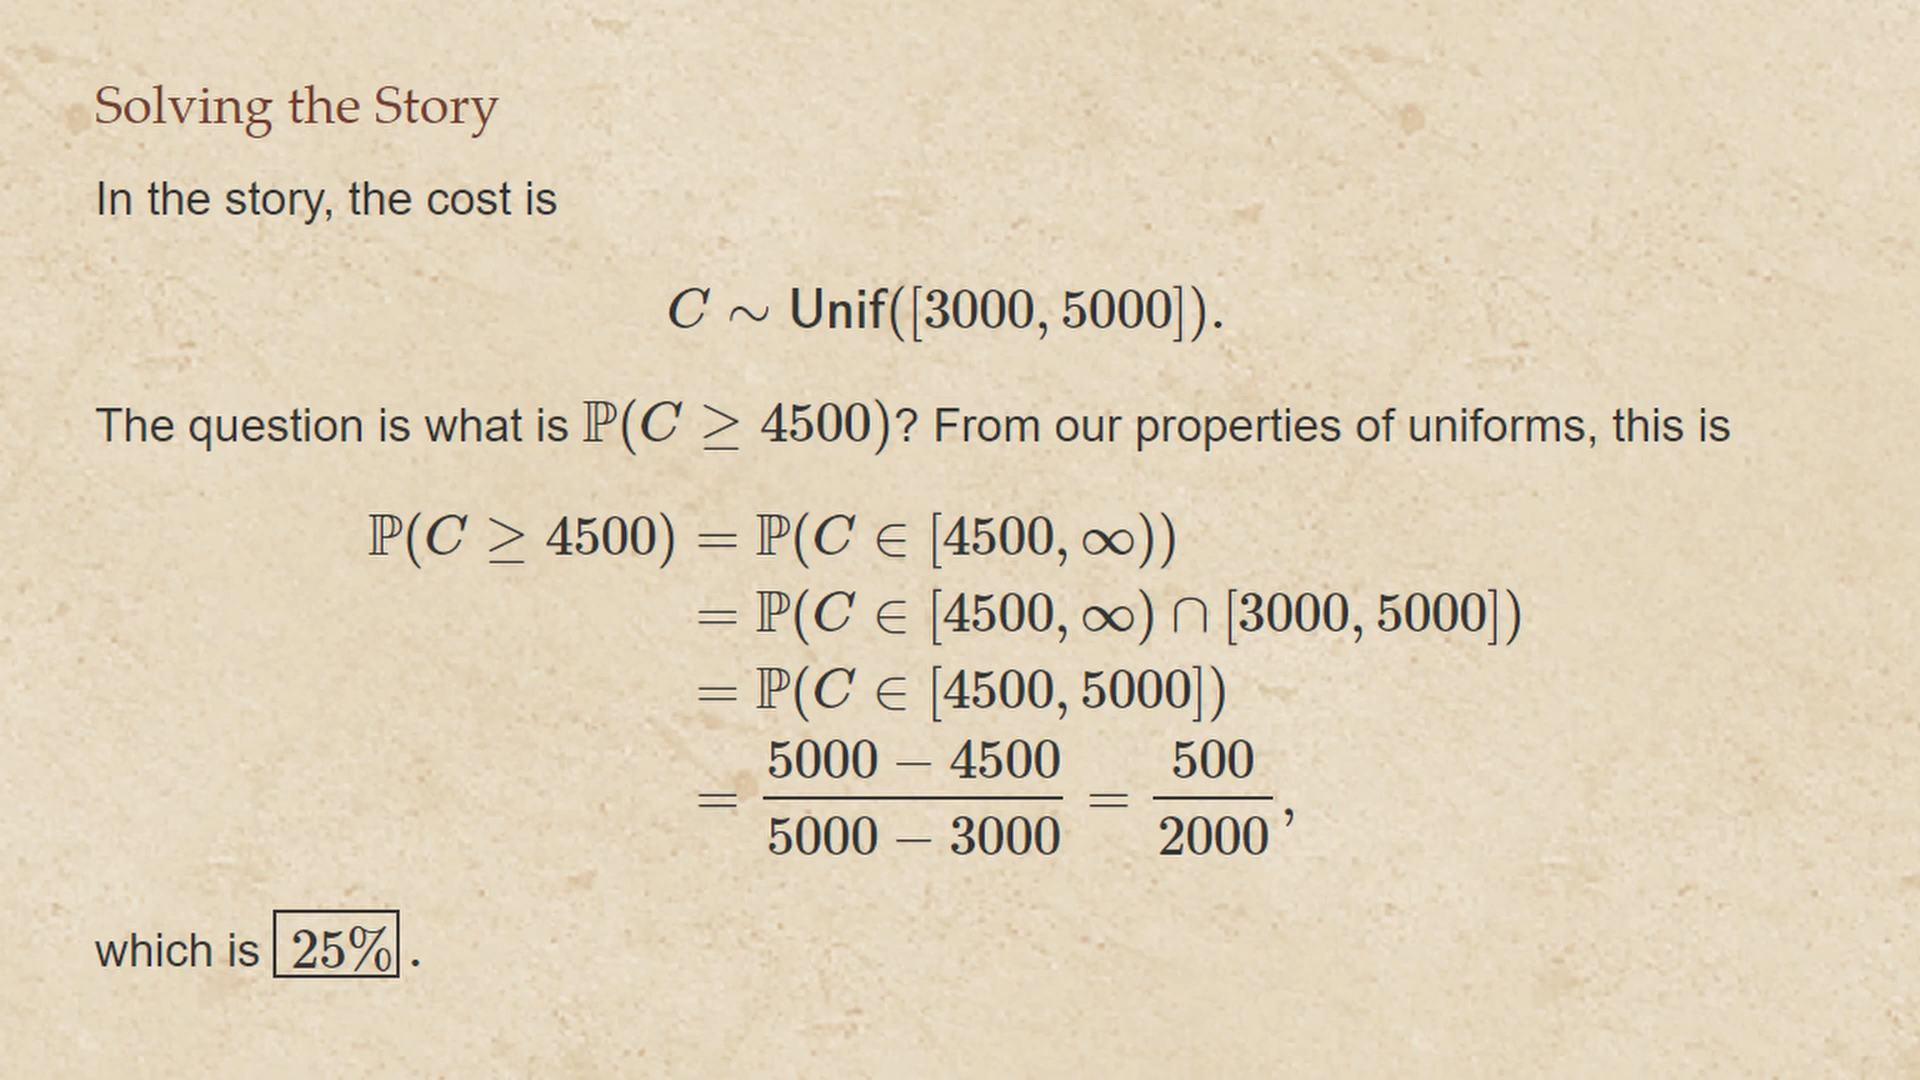 Solving the Story
In the story, the cost is
C ∼ Unif([3000, 5000]).
The question is what is ℙ(C ≥ 4500)? From our properties of uniforms, this is
ℙ(C ≥ 4500) = ℙ(C ∈ [4500, ∞))
= ℙ(C ∈ [4500, ∞) ∩ [3000, 5000])
= ℙ(C ∈ [4500, 5000])
= \frac{5000 − 4500}{5000 − 3000} = \frac{500}{2000},
which is 25%.